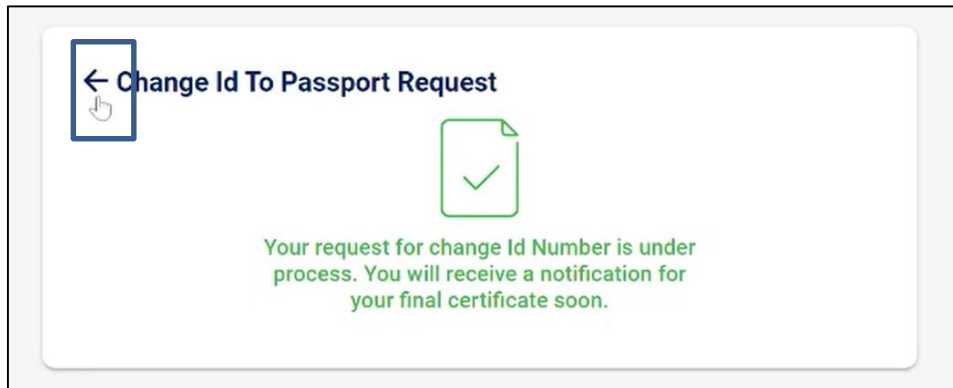 Change Id To Passport Request
Your request for change Id Number is under
process. You will receive a notification for
your final certificate soon.